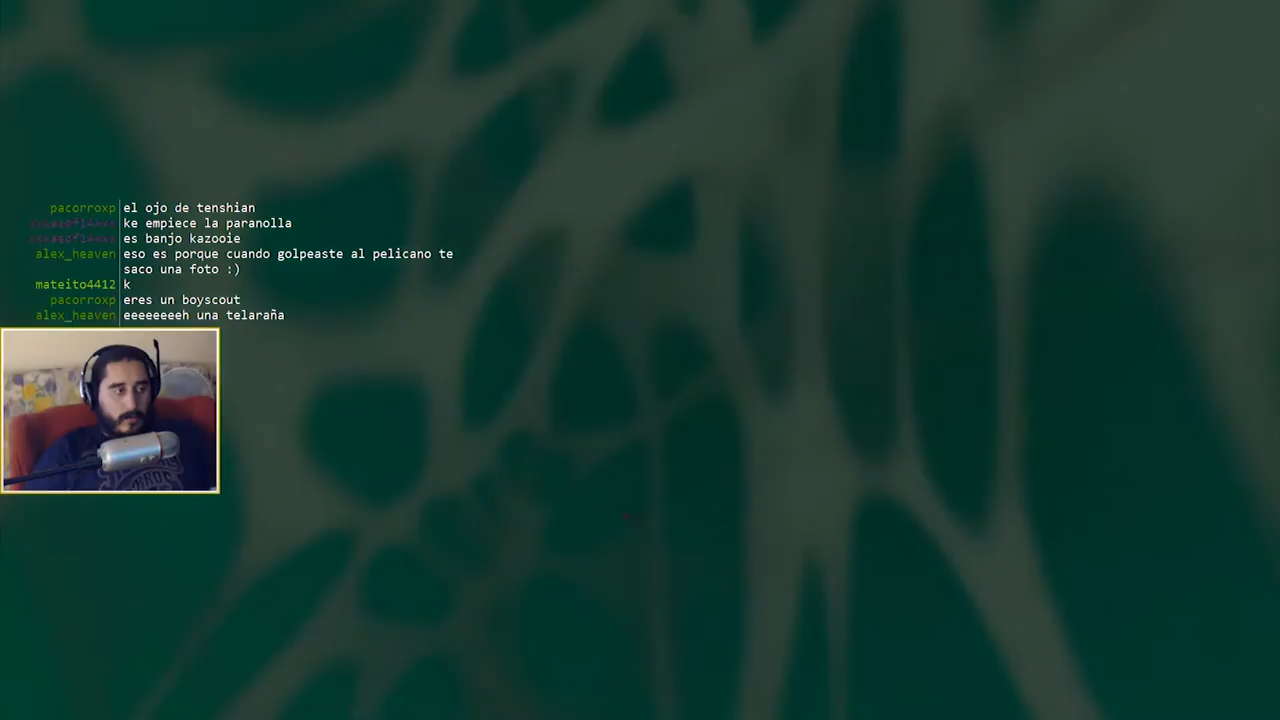 pacorroxp el ojo de tenshian
ke empiece la paranolla
es banjo kazooie
alex_heaven eso es porque cuando golpeaste al pelicano te
saco una foto :)
mateito4412 k
pacorroxp eres un boyscout
alex_heaven eeeeeeeeh una telaraña